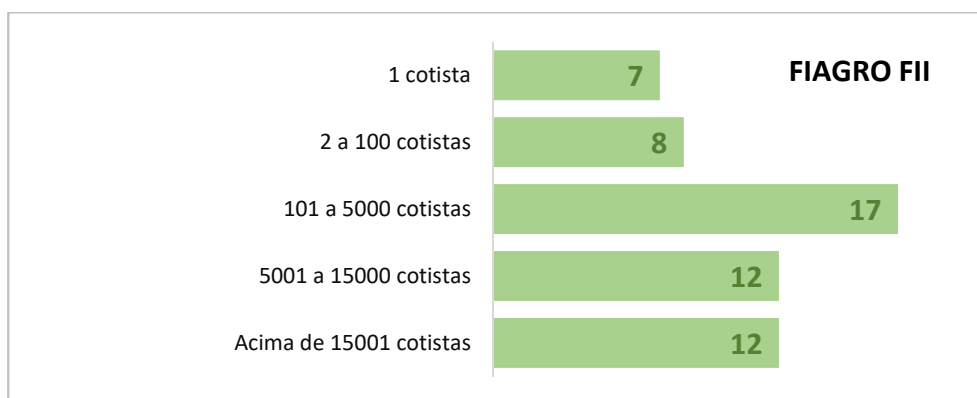 FIAGRO FII
1 cotista 7
2 a 100 cotistas 8
101 a 5000 cotistas 17
5001 a 15000 cotistas 12
Acima de 15001 cotistas 12